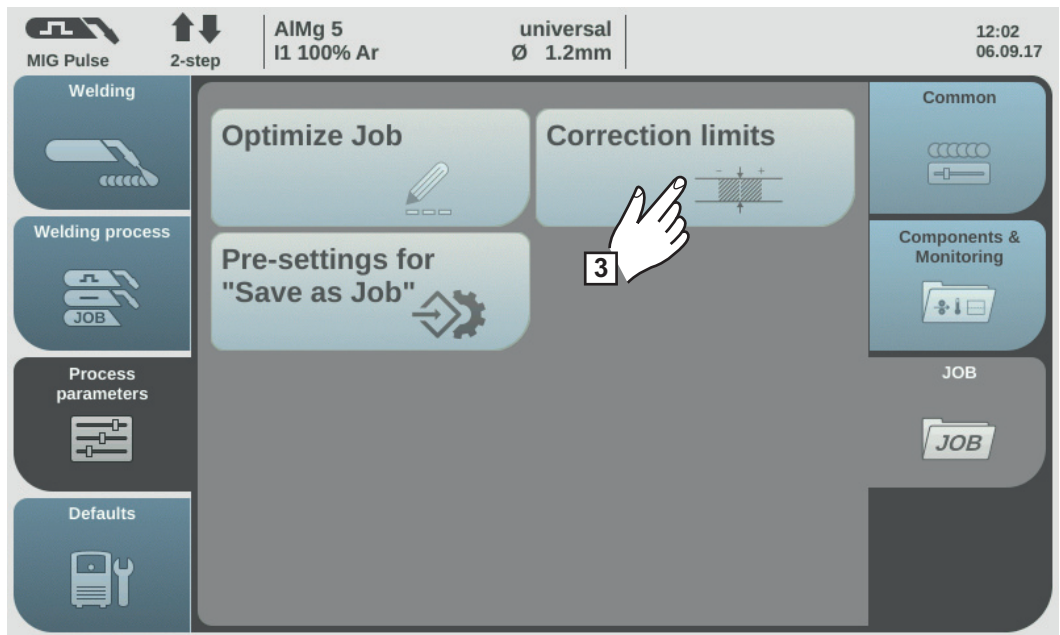 MIG Pulse
2-step
AlMg 5
I1 100% Ar
universal
Ø 1.2mm
12:02
06.09.17
Welding
Welding process
JOB
Process
parameters
Defaults
Optimize Job
Correction limits
- +
3
Pre-settings for
"Save as Job"
Common
Components &
Monitoring
JOB
JOB